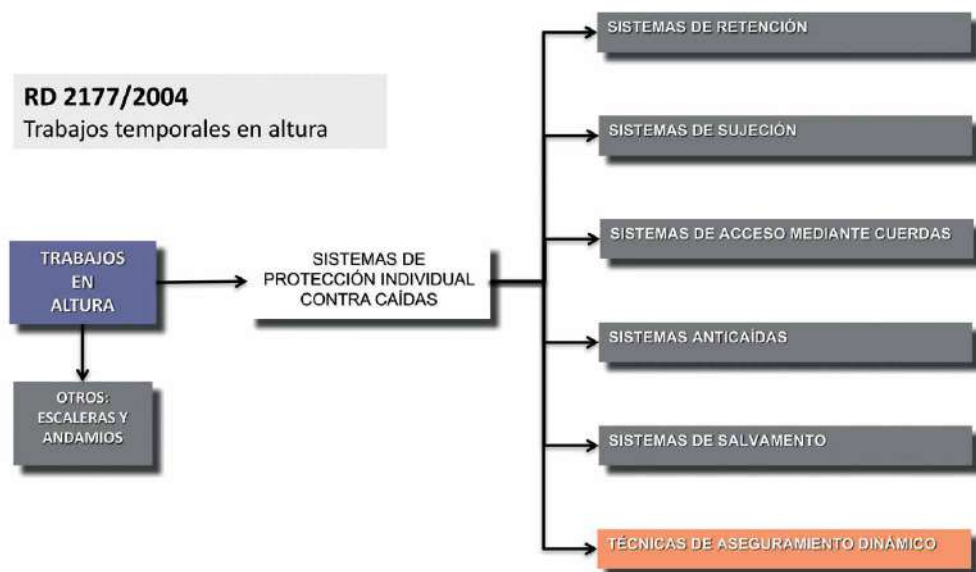 RD 2177/2004
Trabajos temporales en altura
TRABAJOS
EN
ALTURA
OTROS:
ESCALERAS Y
ANDAMIOS
SISTEMAS DE
PROTECCIÓN INDIVIDUAL
CONTRA CAÍDAS
SISTEMAS DE RETENCIÓN
SISTEMAS DE SUJECIÓN
SISTEMAS DE ACCESO MEDIANTE CUERDAS
SISTEMAS ANTICAÍDAS
SISTEMAS DE SALVAMENTO
TÉCNICAS DE ASEGURAMIENTO DINÁMICO